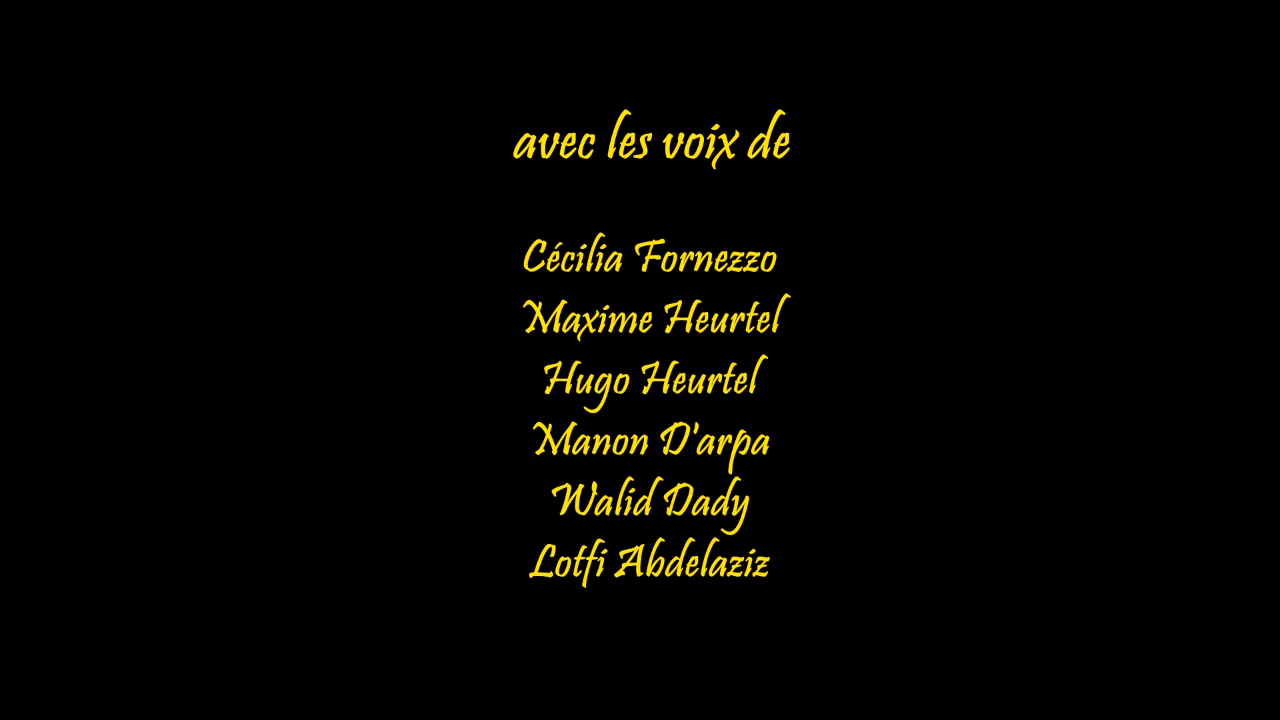 avec les voix de
Cécilia Fornezzo
Maxime Heurtel
Hugo Heurtel
Manon D'arpa
Walid Dady
Lotfi Abdelaziz